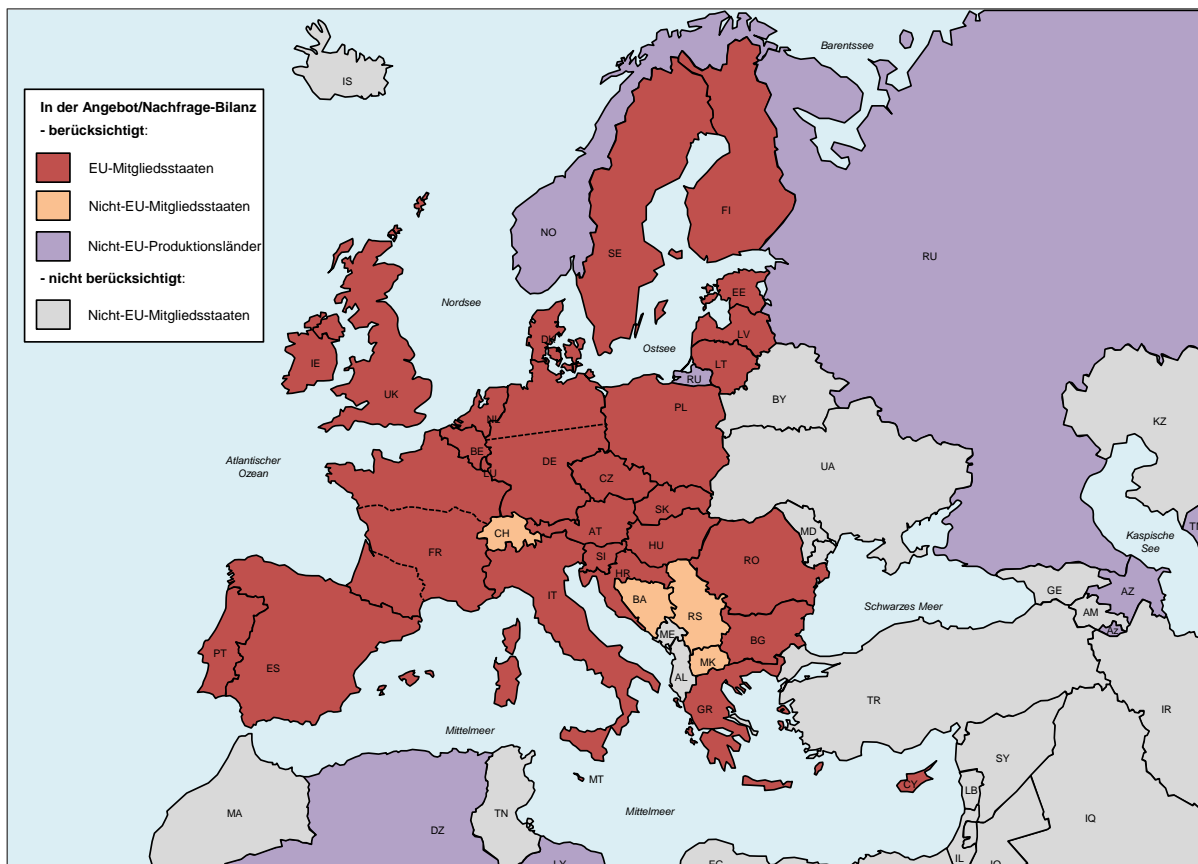 In der Angebot/Nachfrage-Bilanz
- berücksichtigt:
EU-Mitgliedsstaaten
Nicht-EU-Mitgliedsstaaten
Nicht-EU-Produktionsländer
- nicht berücksichtigt:
Nicht-EU-Mitgliedsstaaten
Barentssee
IS
NO
SE
FI
RU
Nordsee
EE
LV
Ostsee
LT
RU
DK
IE
UK
NL
PL
BY
KZ
BE
LU
DE
CZ
UA
Atlantischer
Ozean
SK
AT
CH
HU
MD
FR
SI
HR
RO
Kaspische
See
IT
BA
RS
GE
AZ
Schwarzes Meer
AM
Az
ME
BG
PT
ES
MK
AL
GR
TR
IR
Mittelmeer
MT
CY
SY
LB
MA
TN
DZ
Mittelmeer
IQ
LY
IL